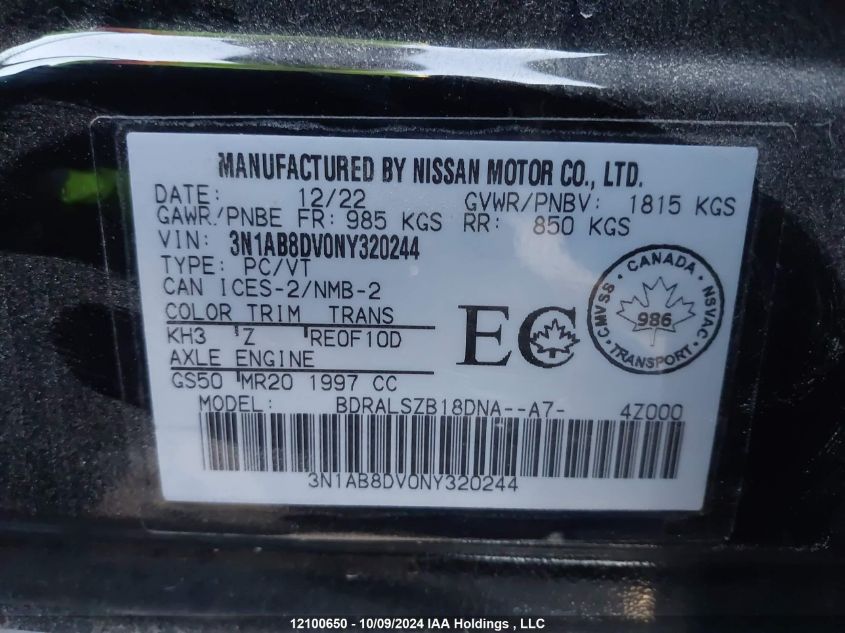 MANUFACTURED BY NISSAN MOTOR CO., LTD.
DATE: 12/22 GVWR/PNBV: 1815 KGS
GAWR/PNBE FR: 985 KGS RR: 850 KGS
VIN: 3N1AB8DV0NY320244
TYPE: PC/VT
CAN ICES-2/NMB-2
COLOR TRIM TRANS
KH3 Z RE0F10D
AXLE ENGINE
GS50 MR20 1997 CC
EC
CANADA
CMVSS NSVAC
986
TRANSPORT
MODEL: BDRALSZB18DNA--A7- 4Z000
3N1AB8DV0NY320244
12100650 - 10/09/2024 IAA Holdings , LLC